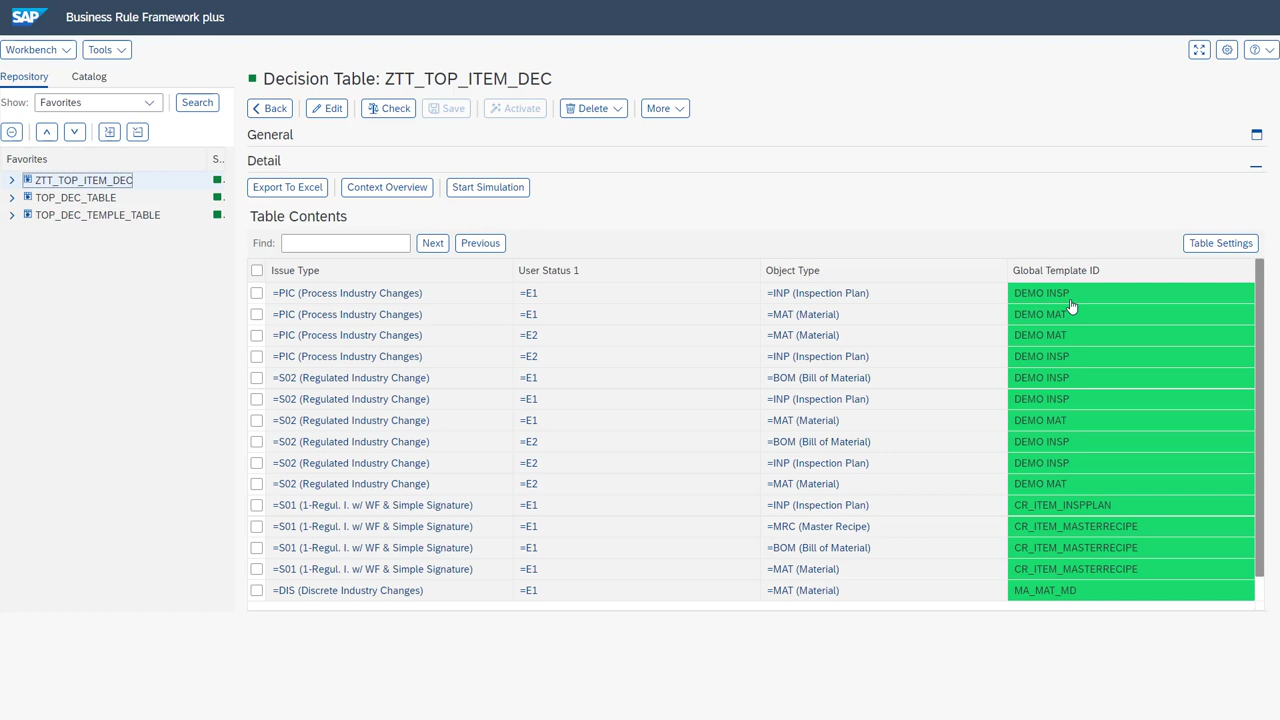 SAP Business Rule Framework plus
Workbench Tools
Repository Catalog
Show: Favorites Search
Favorites S..
ZTT_TOP_ITEM_DEC
TOP_DEC_TABLE
TOP_DEC_TEMPLE_TABLE
Decision Table: ZTT_TOP_ITEM_DEC
Back Edit Check Save Activate Delete More
General
Detail
Export To Excel Context Overview Start Simulation
Table Contents
Find: Next Previous Table Settings
Issue Type User Status 1 Object Type Global Template ID
=PIC (Process Industry Changes) =E1 =INP (Inspection Plan) DEMO INSP
=PIC (Process Industry Changes) =E1 =MAT (Material) DEMO MAT
=PIC (Process Industry Changes) =E2 =MAT (Material) DEMO MAT
=PIC (Process Industry Changes) =E2 =INP (Inspection Plan) DEMO INSP
=S02 (Regulated Industry Change) =E1 =BOM (Bill of Material) DEMO INSP
=S02 (Regulated Industry Change) =E1 =INP (Inspection Plan) DEMO INSP
=S02 (Regulated Industry Change) =E1 =MAT (Material) DEMO MAT
=S02 (Regulated Industry Change) =E2 =BOM (Bill of Material) DEMO INSP
=S02 (Regulated Industry Change) =E2 =INP (Inspection Plan) DEMO INSP
=S02 (Regulated Industry Change) =E2 =MAT (Material) DEMO MAT
=S01 (1-Regul. I. w/ WF & Simple Signature) =E1 =INP (Inspection Plan) CR_ITEM_INSPPLAN
=S01 (1-Regul. I. w/ WF & Simple Signature) =E1 =MRC (Master Recipe) CR_ITEM_MASTERRECIPE
=S01 (1-Regul. I. w/ WF & Simple Signature) =E1 =BOM (Bill of Material) CR_ITEM_MASTERRECIPE
=S01 (1-Regul. I. w/ WF & Simple Signature) =E1 =MAT (Material) CR_ITEM_MASTERRECIPE
=DIS (Discrete Industry Changes) =E1 =MAT (Material) MA_MAT_MD